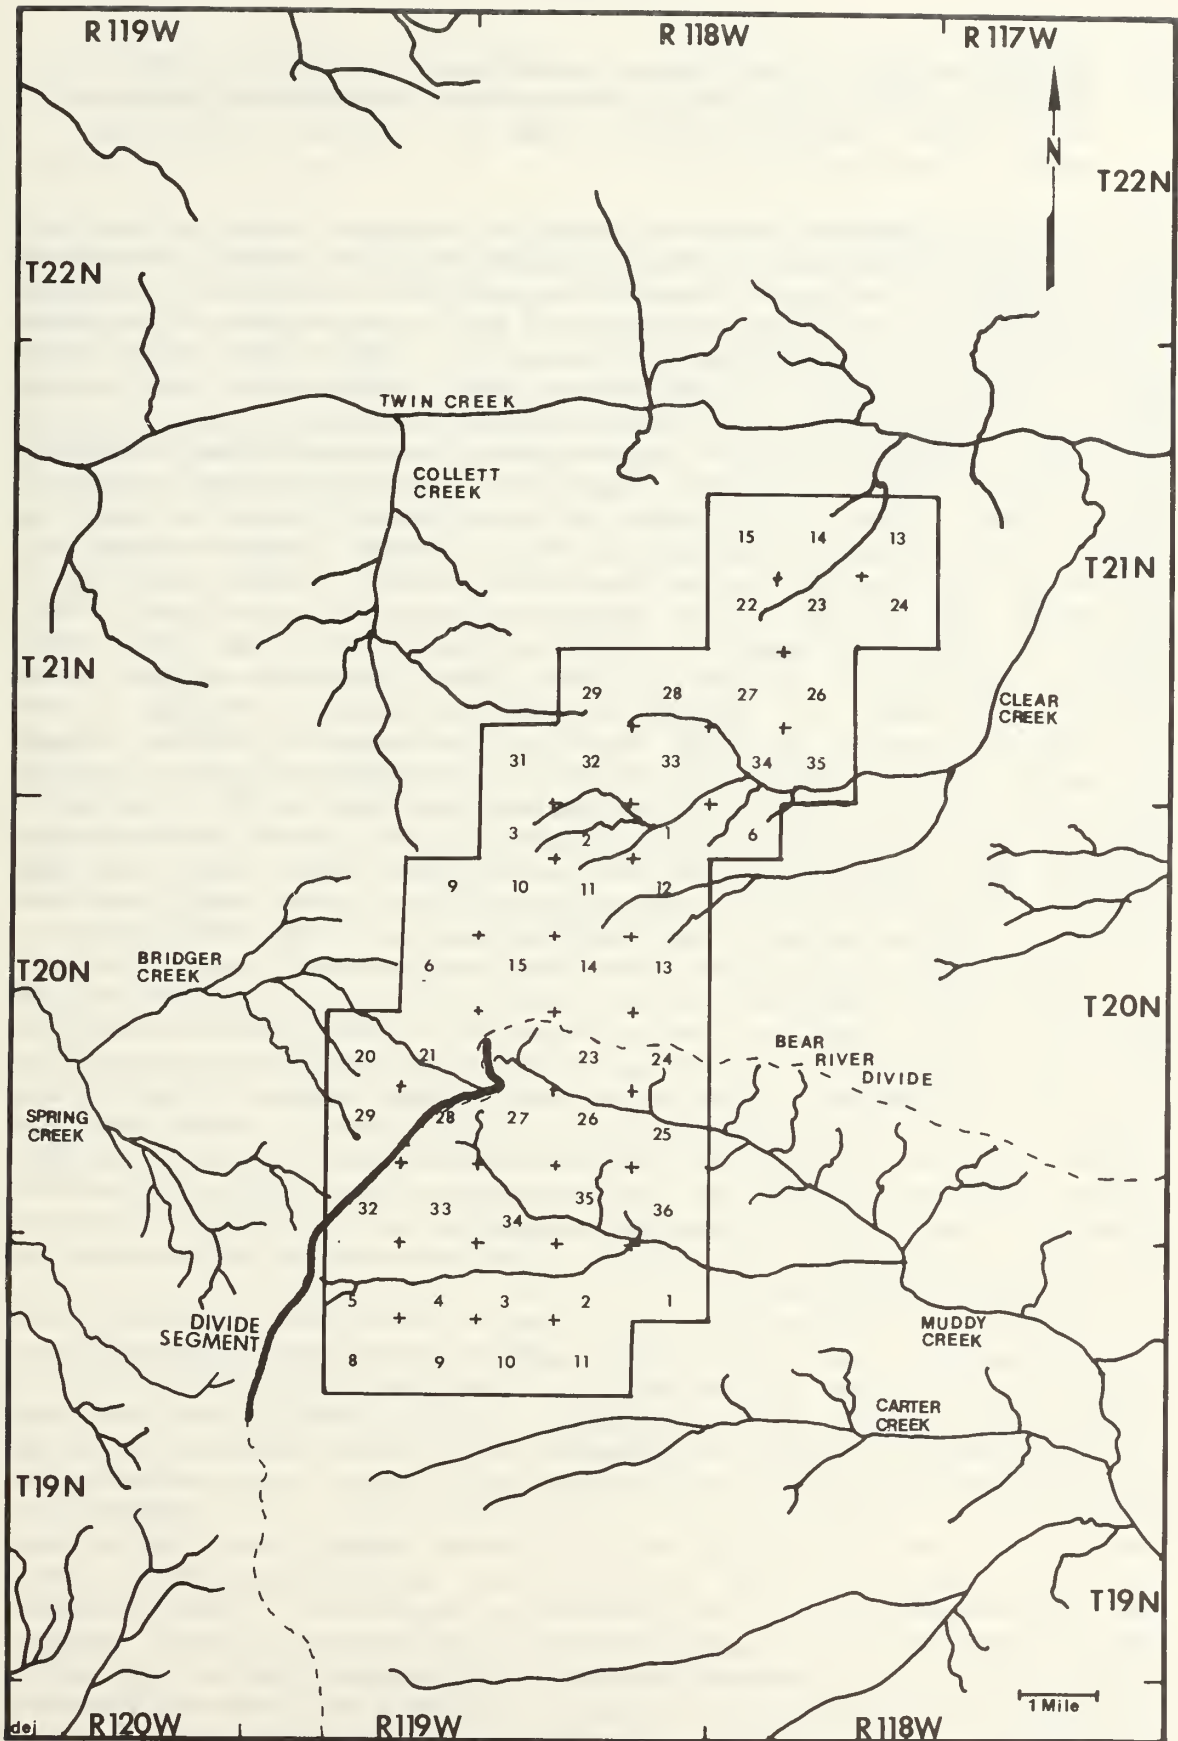 R119W R118W R117W
N
T22N
T22N
TWIN CREEK
COLLETT
CREEK
15 14 13
T21N
22 23 24
T21N
29 28 27 26
CLEAR
CREEK
31 32 33 34 35
3 2 1 6
9 10 11 12
BRIDGER
CREEK
T20N
6 15 14 13
T20N
BEAR
RIVER
DIVIDE
20 21 23 24
SPRING
CREEK
29 28 27 26 25
32 33 34 35 36
5 4 3 2 1
DIVIDE
SEGMENT
MUDDY
CREEK
8 9 10 11
CARTER
CREEK
T19N
T19N
1 Mile
dej R120W R119W R118W